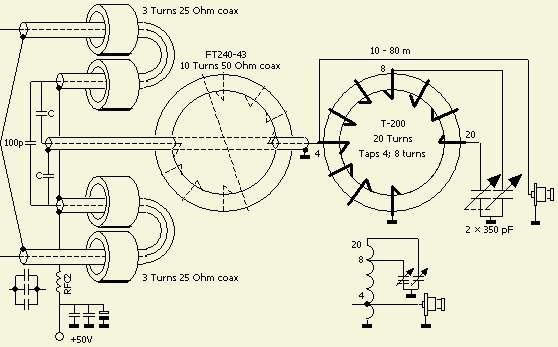 3 Turns 25 Ohm coax
FT240-43
10 Turns 50 Ohm coax
10 - 80 m
8
T-200
20 Turns
Taps 4; 8 turns
4
20
C
100p
C
2 × 350 pF
3 Turns 25 Ohm coax
RFC2
+50V
20
8
4